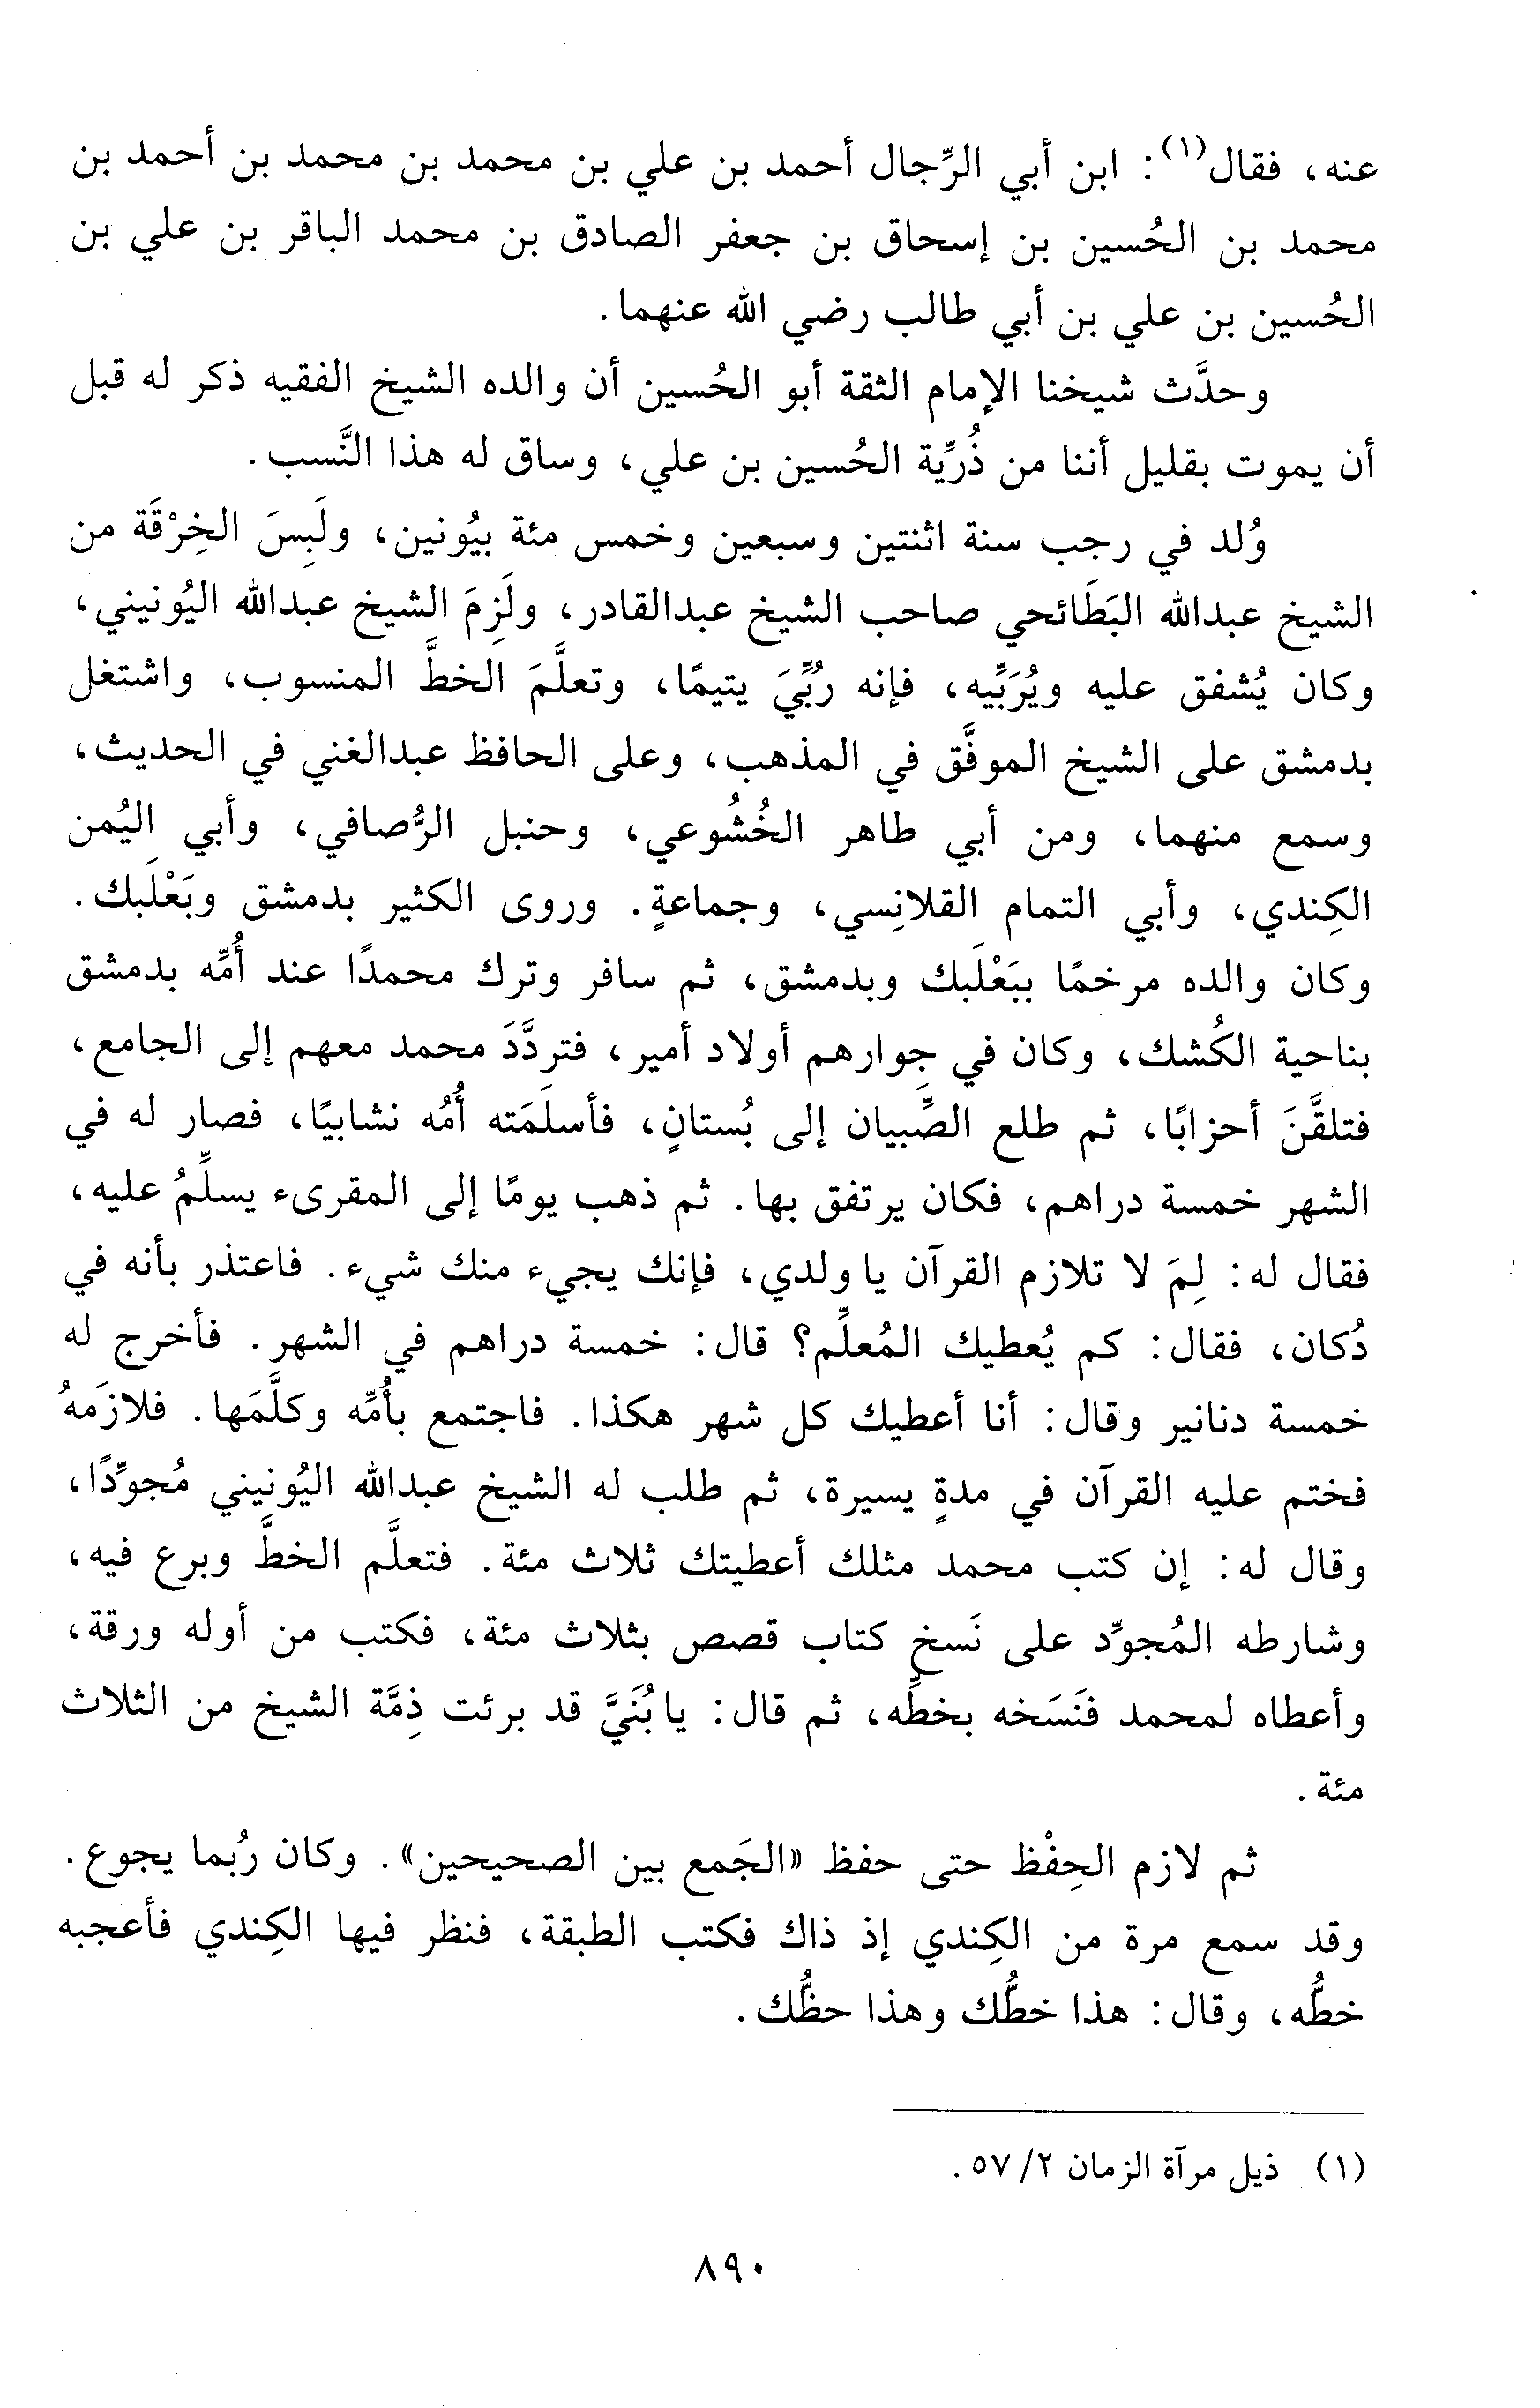 عنه، فقال(١): ابن أبي الرِّجال أحمد بن علي بن محمد بن محمد بن أحمد بن
محمد بن الحُسين بن إسحاق بن جعفر الصادق بن محمد الباقر بن علي بن
الحُسين بن علي بن أبي طالب رضي الله عنهما.
وحدَّث شيخنا الإمام الثقة أبو الحُسين أن والده الشيخ الفقيه ذكر له قبل
أن يموت بقليل أننا من ذُرِّية الحُسين بن علي، وساق له هذا النَّسب.
وُلد في رجب سنة اثنتين وسبعين وخمس مئة بيُونين، ولَبِسَ الخِرْقَة من
الشيخ عبدالله البَطَائحي صاحب الشيخ عبدالقادر، ولَزِمَ الشيخ عبدالله اليُونيني،
وكان يُشفق عليه ويُرَبِّيه، فإنه رُبِّيَ يتيمًا، وتعلَّمَ الخطَّ المنسوب، واشتغل
بدمشق على الشيخ الموفَّق في المذهب، وعلى الحافظ عبدالغني في الحديث،
وسمع منهما، ومن أبي طاهر الخُشُوعي، وحنبل الرُّصافي، وأبي اليُمن
الكِندي، وأبي التمام القلانِسي، وجماعةٍ. وروى الكثير بدمشق وبَعْلَبك.
وكان والده مرخمًا ببَعْلَبك وبدمشق، ثم سافر وترك محمدًا عند أُمِّه بدمشق
بناحية الكُشك، وكان في جوارهم أولاد أمير، فتردَّدَ محمد معهم إلى الجامع،
فتلقَّنَ أحزابًا، ثم طلع الصِّبيان إلى بُستانٍ، فأسلَمَته أُمُه نشابيًا، فصار له في
الشهر خمسة دراهم، فكان يرتفق بها. ثم ذهب يومًا إلى المقرىء يسلِّمُ عليه،
فقال له: لِمَ لا تلازم القرآن يا ولدي، فإنك يجيء منك شيء. فاعتذر بأنه في
دُكان، فقال: كم يُعطيك المُعلِّم؟ قال: خمسة دراهم في الشهر. فأخرج له
خمسة دنانير وقال: أنا أعطيك كل شهر هكذا. فاجتمع بأُمِّه وكلَّمَها. فلازَمهُ
فختم عليه القرآن في مدةٍ يسيرة، ثم طلب له الشيخ عبدالله اليُونيني مُجوِّدًا،
وقال له: إن كتب محمد مثلك أعطيتك ثلاث مئة. فتعلَّم الخطَّ وبرع فيه،
وشارطه المُجوِّد على نَسخ كتاب قصص بثلاث مئة، فكتب من أوله ورقة،
وأعطاه لمحمد فنَسَخه بخطِّه، ثم قال: يا بُنَيَّ قد برئت ذِمَّة الشيخ من الثلاث
مئة.
ثم لازم الحِفْظ حتى حفظ «الجَمع بين الصحيحين». وكان رُبما يجوع.
وقد سمع مرة من الكِندي إذ ذاك فكتب الطبقة، فنظر فيها الكِندي فأعجبه
خطُّه، وقال: هذا خطُّك وهذا حظُّك.
(١) ذيل مرآة الزمان ٢/ ٥٧.
٨٩٠